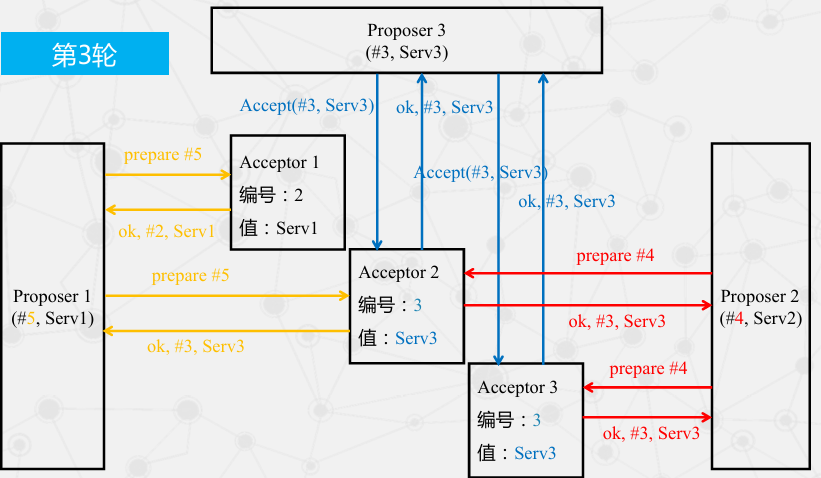 Proposer 3
(#3, Serv3)
第3轮
Accept(#3, Serv3)
ok, #3, Serv3
prepare #5
Acceptor 1
编号：2
值：Serv1
ok, #2, Serv1
Accept(#3, Serv3)
ok, #3, Serv3
prepare #5
Acceptor 2
编号：3
值：Serv3
prepare #4
Proposer 1
(#5, Serv1)
Proposer 2
(#4, Serv2)
ok, #3, Serv3
ok, #3, Serv3
prepare #4
Acceptor 3
编号：3
值：Serv3
ok, #3, Serv3